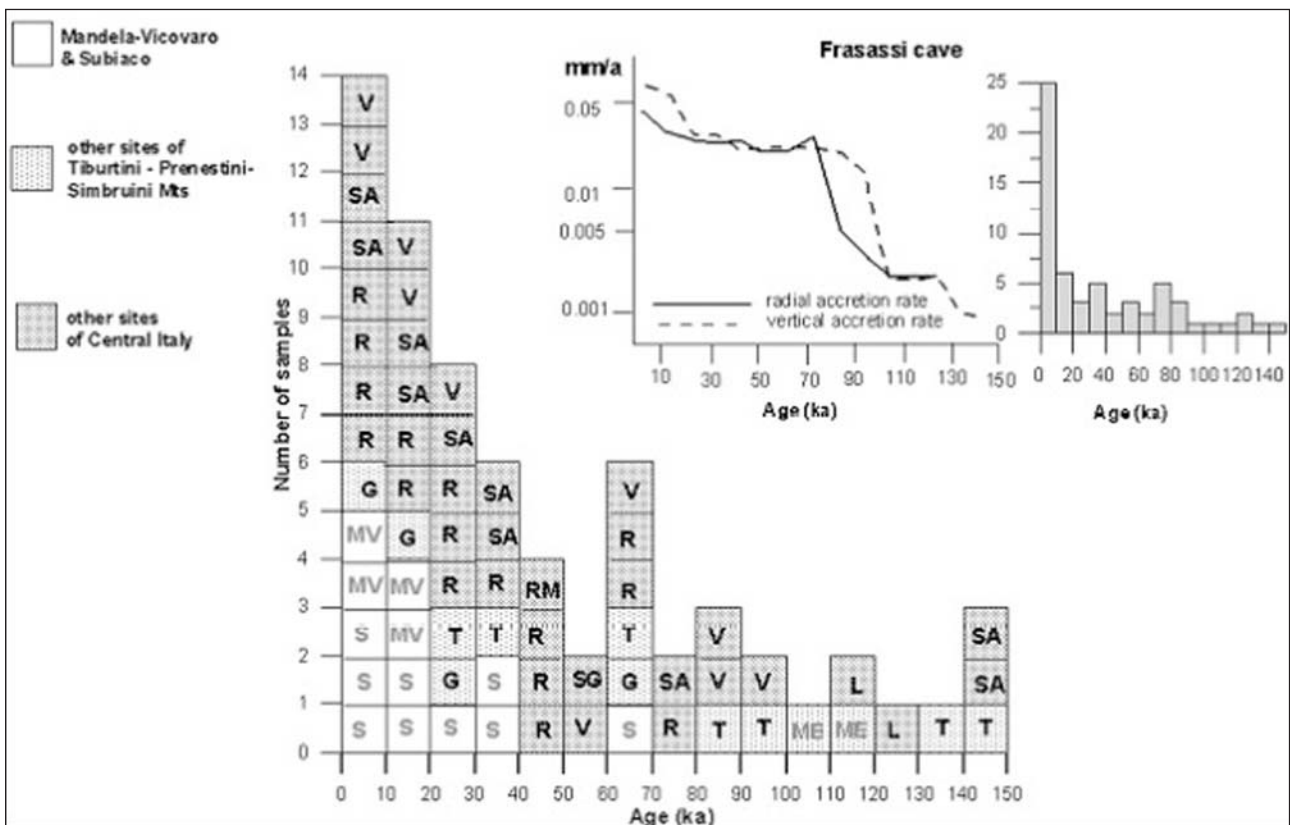 Mandela-Vicovaro
& Subiaco
other sites of
Tiburtini - Prenestini-
Simbruini Mts
other sites
of Central Italy
Number of samples
14
13
12
11
10
9
8
7
6
5
4
3
2
1
0
V
V
SA
SA V
R V
R SA
R SA V
R R SA
G R R SA V
MV G R SA R
MV MV R R RM R
S MV T T R T V SA
S S G S R SG G SA V V L SA
S S S S R V S R T T ME ME L T T
0 10 20 30 40 50 60 70 80 90 100 110 120 130 140 150
Age (ka)
Frasassi cave
mm/a
0.05
0.01
0.005
0.001
radial accretion rate
vertical accretion rate
10 30 50 70 90 110 130 150
Age (ka)
25
20
15
10
5
0
0 20 40 60 80 100 120 140
Age (ka)